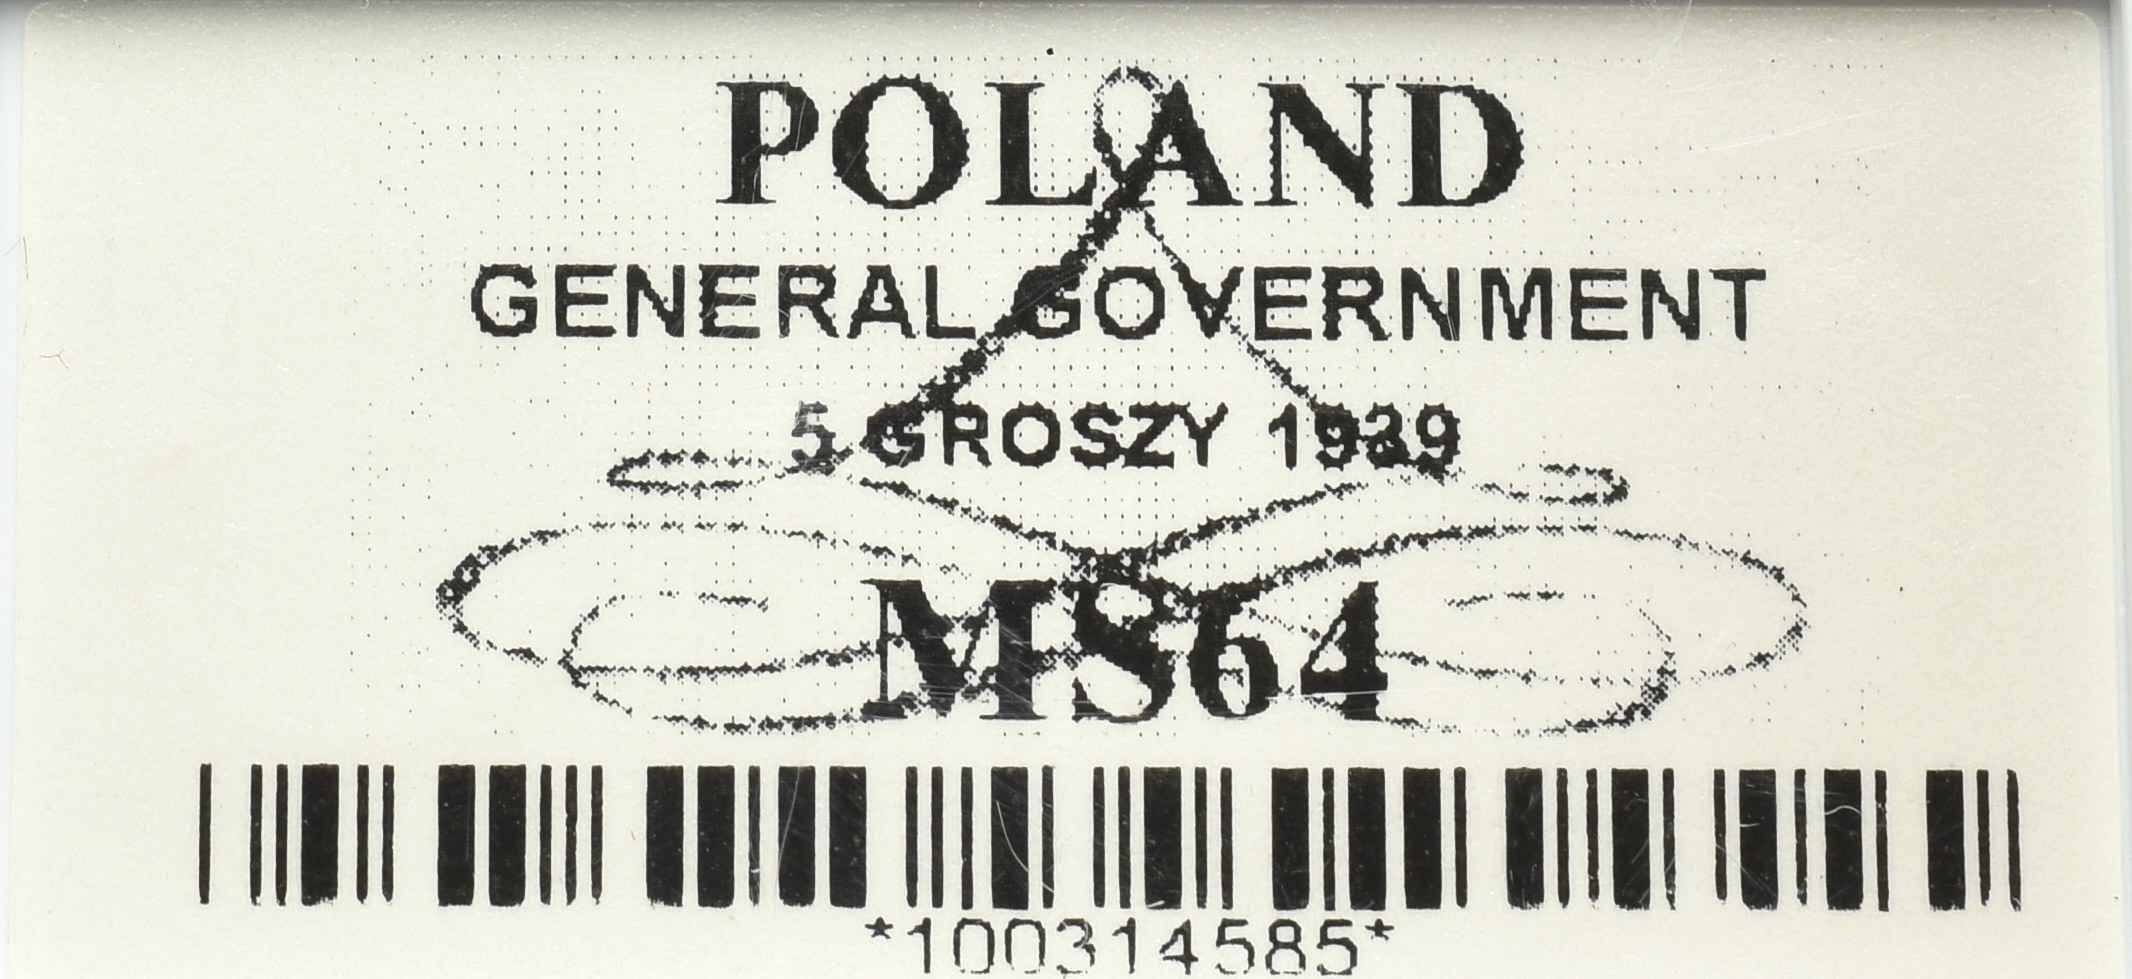 POLAND
GENERAL GOVERNMENT
5 GROSZY 1939
MS64
*100314585*